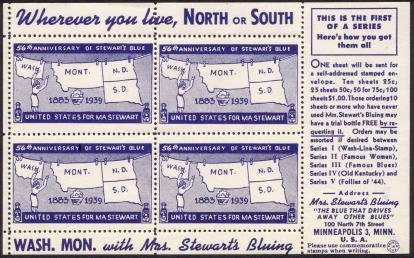 Wherever you live, NORTH or SOUTH
56th ANNIVERSARY OF STEWART'S BLUE
WASH. MONT. N.D.
S.D.
1883 1939
UNITED STATES FOR MA STEWART
56th ANNIVERSARY OF STEWART'S BLUE
WASH. MONT. N.D.
S.D.
1883 1939
UNITED STATES FOR MA STEWART
56th ANNIVERSARY OF STEWART'S BLUE
WASH. MONT. N.D.
S.D.
1883 1939
UNITED STATES FOR MA STEWART
56th ANNIVERSARY OF STEWART'S BLUE
WASH. MONT. N.D.
S.D.
1883 1939
UNITED STATES FOR MA STEWART
WASH. MON. with Mrs. Stewart's Bluing
THIS IS THE FIRST
OF A SERIES
Here's how you get
them all
ONE sheet will be sent for
a self-addressed stamped en-
velope. Ten sheets 25c;
25 sheets 50c; 50 for 75c; 100
sheets $1.00. Those ordering 10
sheets or more who have never
used Mrs. Stewart's Bluing may
have a trial bottle FREE by re-
questing it. Orders may be
assorted if desired between
Series I (Wash-Line-Stamp),
Series II (Famous Women),
Series III (Famous Blues)
Series IV (Old Kentucky) and
Series V (Follies of '44).
— Address —
Mrs. Stewart's Bluing
"THE BLUE THAT DRIVES
AWAY OTHER BLUES"
100 North 7th Street
MINNEAPOLIS 3, MINN.
U. S. A.
Please use commemorative
stamps when writing.